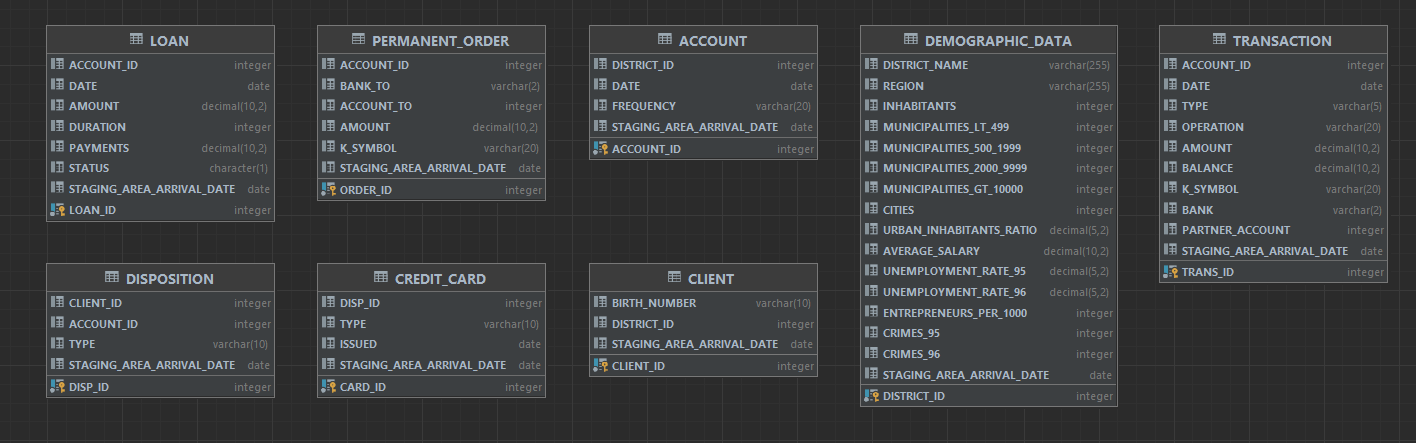 LOAN
ACCOUNT_ID integer
DATE date
AMOUNT decimal(10,2)
DURATION integer
PAYMENTS decimal(10,2)
STATUS character(1)
STAGING_AREA_ARRIVAL_DATE date
LOAN_ID integer
PERMANENT_ORDER
ACCOUNT_ID integer
BANK_TO varchar(2)
ACCOUNT_TO integer
AMOUNT decimal(10,2)
K_SYMBOL varchar(20)
STAGING_AREA_ARRIVAL_DATE date
ORDER_ID integer
ACCOUNT
DISTRICT_ID integer
DATE date
FREQUENCY varchar(20)
STAGING_AREA_ARRIVAL_DATE date
ACCOUNT_ID integer
DEMOGRAPHIC_DATA
DISTRICT_NAME varchar(255)
REGION varchar(255)
INHABITANTS integer
MUNICIPALITIES_LT_499 integer
MUNICIPALITIES_500_1999 integer
MUNICIPALITIES_2000_9999 integer
MUNICIPALITIES_GT_10000 integer
CITIES integer
URBAN_INHABITANTS_RATIO decimal(5,2)
AVERAGE_SALARY decimal(10,2)
UNEMPLOYMENT_RATE_95 decimal(5,2)
UNEMPLOYMENT_RATE_96 decimal(5,2)
ENTREPRENEURS_PER_1000 integer
CRIMES_95 integer
CRIMES_96 integer
STAGING_AREA_ARRIVAL_DATE date
DISTRICT_ID integer
TRANSACTION
ACCOUNT_ID integer
DATE date
TYPE varchar(5)
OPERATION varchar(20)
AMOUNT decimal(10,2)
BALANCE decimal(10,2)
K_SYMBOL varchar(20)
BANK varchar(2)
PARTNER_ACCOUNT integer
STAGING_AREA_ARRIVAL_DATE date
TRANS_ID integer
DISPOSITION
CLIENT_ID integer
ACCOUNT_ID integer
TYPE varchar(10)
STAGING_AREA_ARRIVAL_DATE date
DISP_ID integer
CREDIT_CARD
DISP_ID integer
TYPE varchar(10)
ISSUED date
STAGING_AREA_ARRIVAL_DATE date
CARD_ID integer
CLIENT
BIRTH_NUMBER varchar(10)
DISTRICT_ID integer
STAGING_AREA_ARRIVAL_DATE date
CLIENT_ID integer